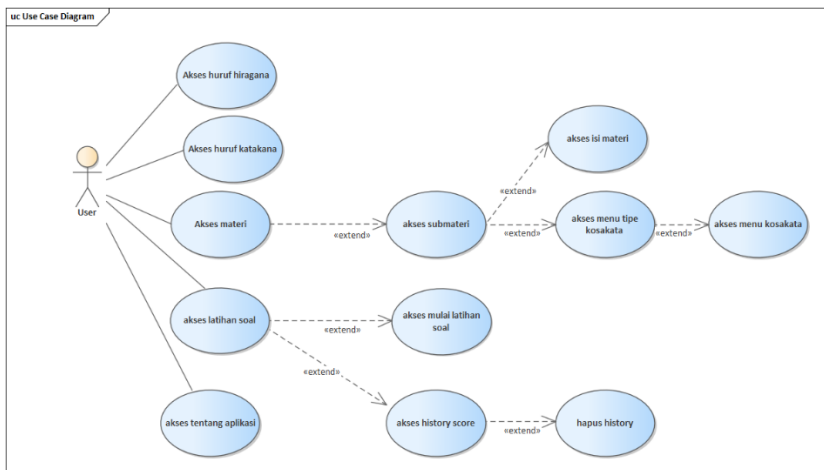 uc Use Case Diagram
Akses huruf hiragana
Akses huruf katakana
akses isi materi
«extend»
User
Akses materi
«extend»
akses submateri
«extend»
akses menu tipe
kosakata
«extend»
akses menu kosakata
akses latihan soal
«extend»
akses mulai latihan
soal
«extend»
akses tentang aplikasi
akses history score
«extend»
hapus history